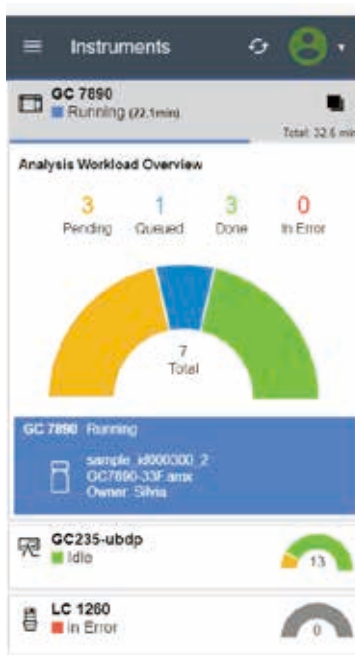 Instruments
GC 7890
Running (22.1min)
Total: 32.6 min
Analysis Workload Overview
3 1 3 0
Pending Queued Done In Error
7
Total
GC 7890 Running
sample_id000300_2
GC7890-33F.amx
Owner: Silvia
GC235-ubdp
Idle
13
LC 1260
in Error
0